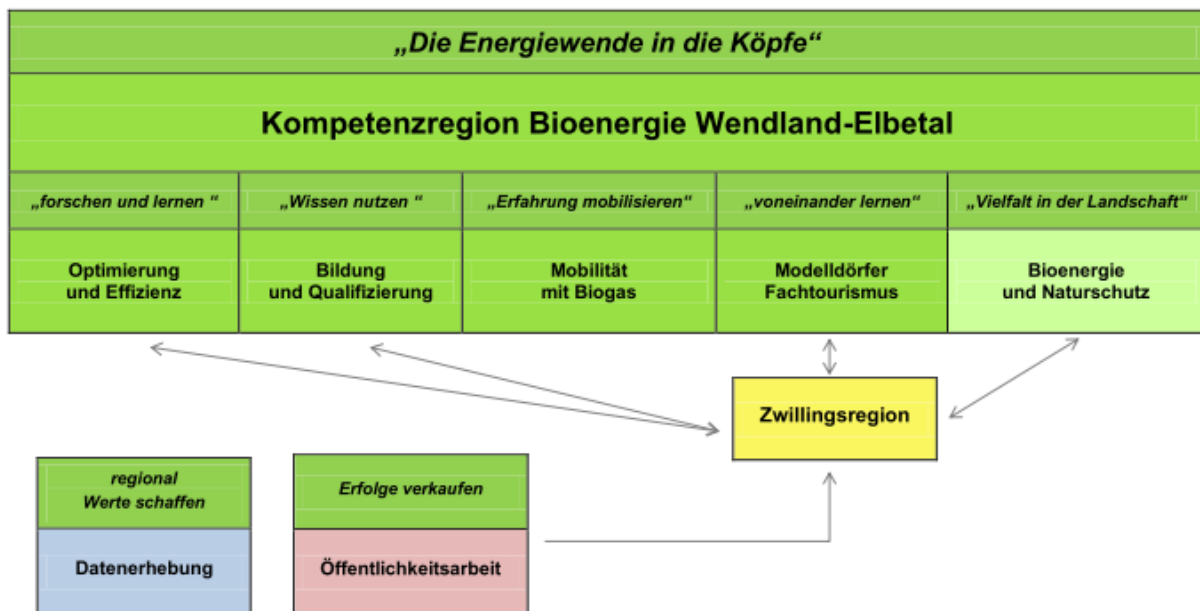 „Die Energiewende in die Köpfe“
Kompetenzregion Bioenergie Wendland-Elbetal
„forschen und lernen “
„Wissen nutzen “
„Erfahrung mobilisieren“
„voneinander lernen“
„Vielfalt in der Landschaft“
Optimierung
und Effizienz
Bildung
und Qualifizierung
Mobilität
mit Biogas
Modelldörfer
Fachtourismus
Bioenergie
und Naturschutz
Zwillingsregion
regional
Werte schaffen
Erfolge verkaufen
Datenerhebung
Öffentlichkeitsarbeit